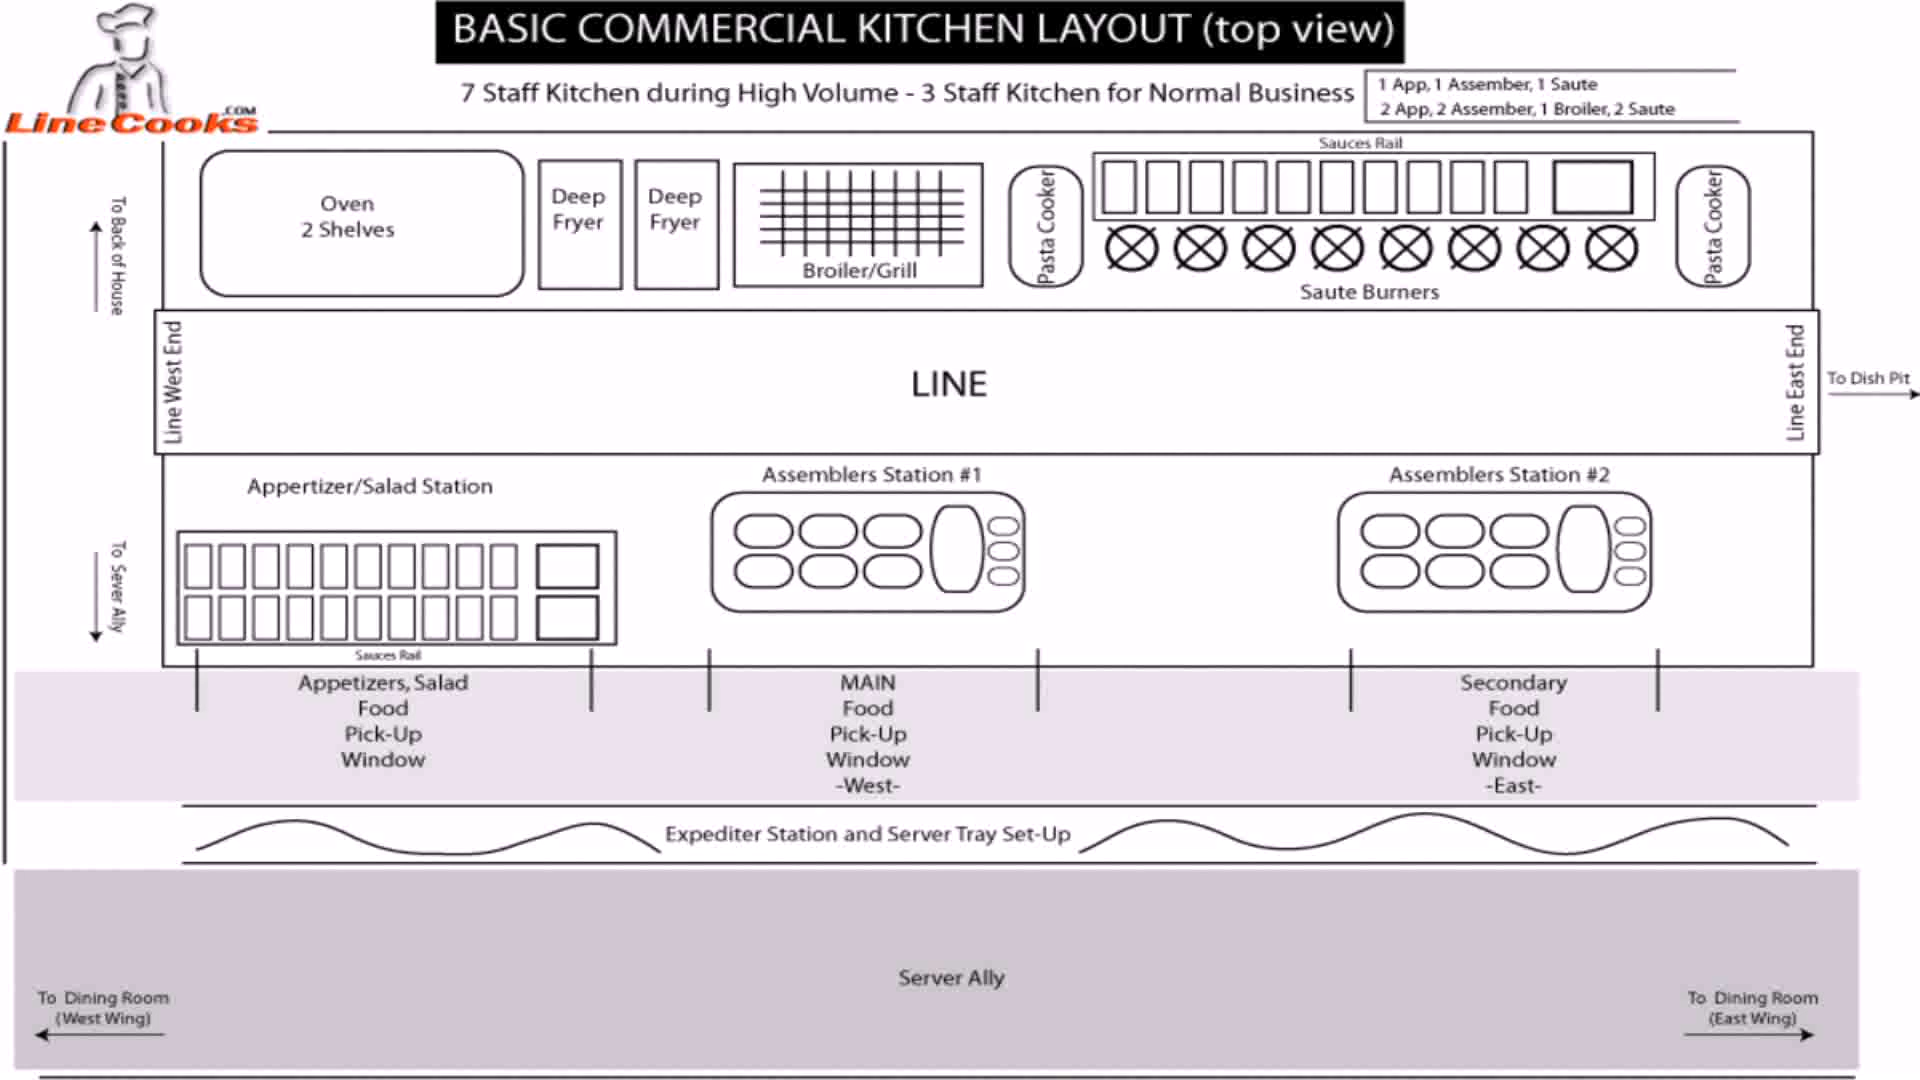 BASIC COMMERCIAL KITCHEN LAYOUT (top view)
7 Staff Kitchen during High Volume - 3 Staff Kitchen for Normal Business
1 App, 1 Assember, 1 Saute
2 App, 2 Assember, 1 Broiler, 2 Saute
LineCooks.COM
To Back of House
Oven
2 Shelves
Deep
Fryer
Deep
Fryer
Broiler/Grill
Pasta Cooker
Sauces Rail
Saute Burners
Pasta Cooker
Line West End
LINE
Line East End
To Dish Pit
To Sever Ally
Appertizer/Salad Station
Sauces Rail
Assemblers Station #1
Assemblers Station #2
Appetizers, Salad
Food
Pick-Up
Window
MAIN
Food
Pick-Up
Window
-West-
Secondary
Food
Pick-Up
Window
-East-
Expediter Station and Server Tray Set-Up
Server Ally
To Dining Room
(West Wing)
To Dining Room
(East Wing)